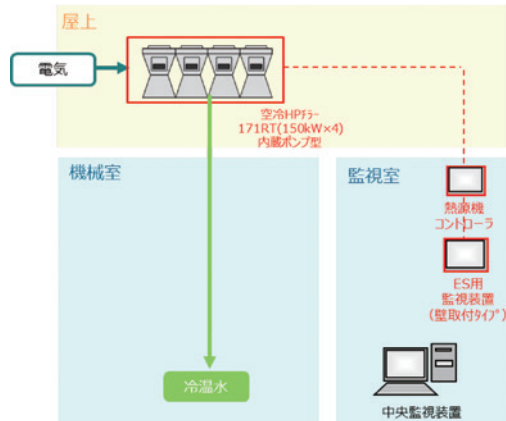 屋上
電気
空冷HPﾁﾗｰ
171RT(150kW×4)
内蔵ポンプ型
機械室
監視室
熱源機
コントローラ
ES用
監視装置
(壁取付ﾀｲﾌﾟ)
冷温水
中央監視装置